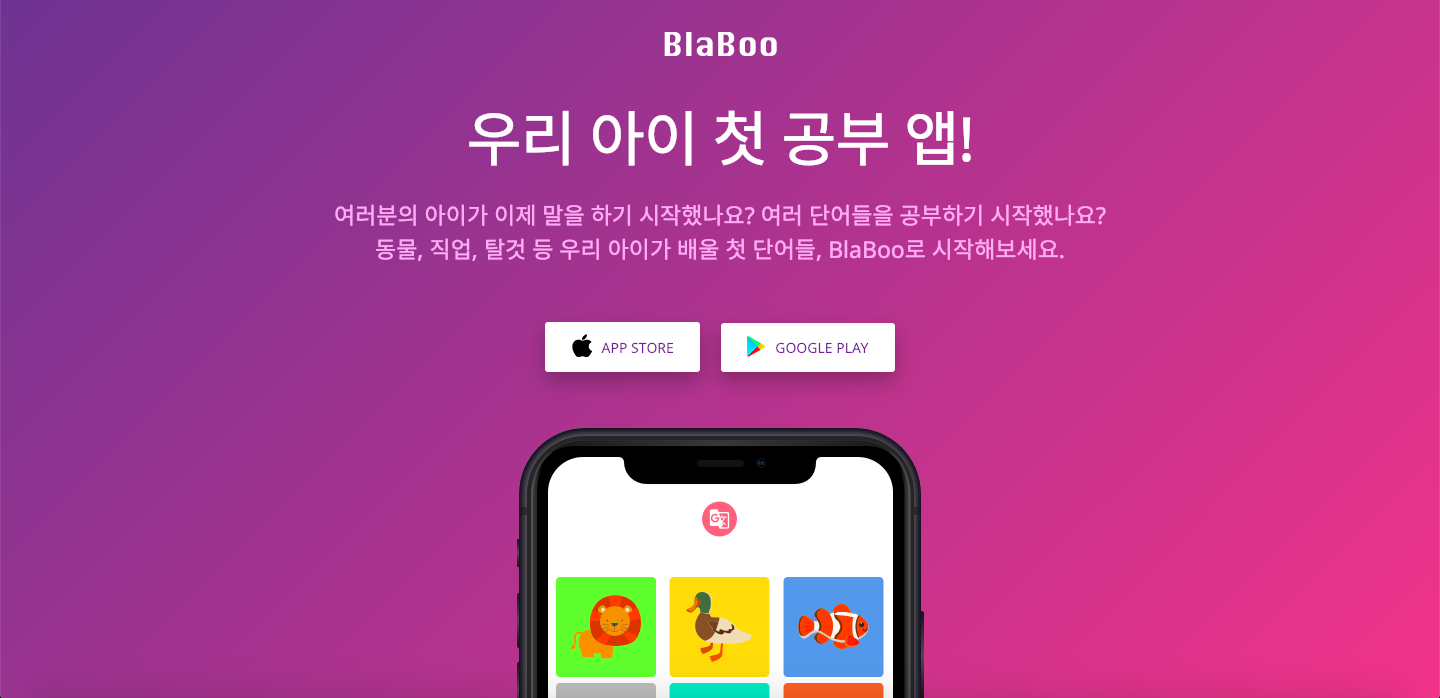 BlaBoo
우리 아이 첫 공부 앱!
여러분의 아이가 이제 말을 하기 시작했나요? 여러 단어들을 공부하기 시작했나요?
동물, 직업, 탈것 등 우리 아이가 배울 첫 단어들, BlaBoo로 시작해보세요.
APP STORE
GOOGLE PLAY